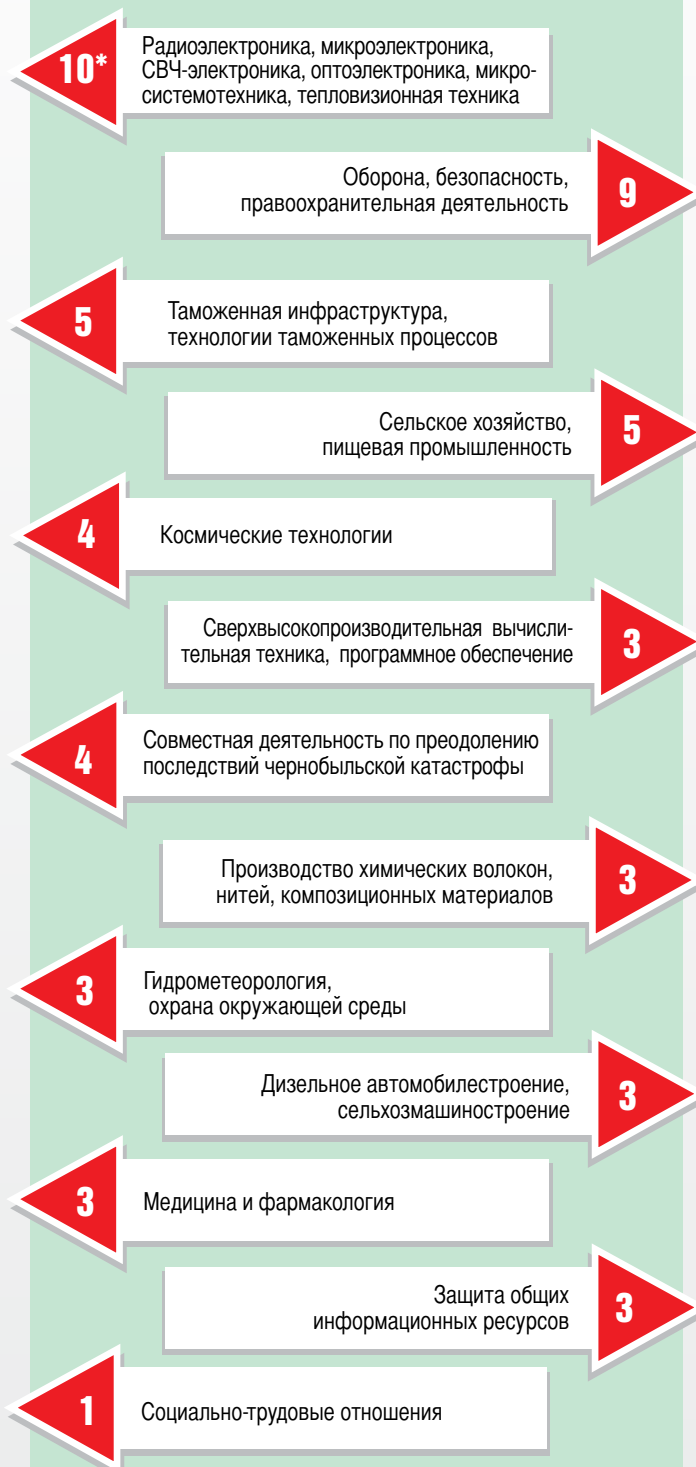 10*
Радиоэлектроника, микроэлектроника,
СВЧ-электроника, оптоэлектроника, микро-
системотехника, тепловизионная техника
Оборона, безопасность,
правоохранительная деятельность
9
5
Таможенная инфраструктура,
технологии таможенных процессов
Сельское хозяйство,
пищевая промышленность
5
4
Космические технологии
Сверхвысокопроизводительная вычисли-
тельная техника, программное обеспечение
3
4
Совместная деятельность по преодолению
последствий чернобыльской катастрофы
Производство химических волокон,
нитей, композиционных материалов
3
3
Гидрометеорология,
охрана окружающей среды
Дизельное автомобилестроение,
сельхозмашиностроение
3
3
Медицина и фармакология
Защита общих
информационных ресурсов
3
1
Социально-трудовые отношения